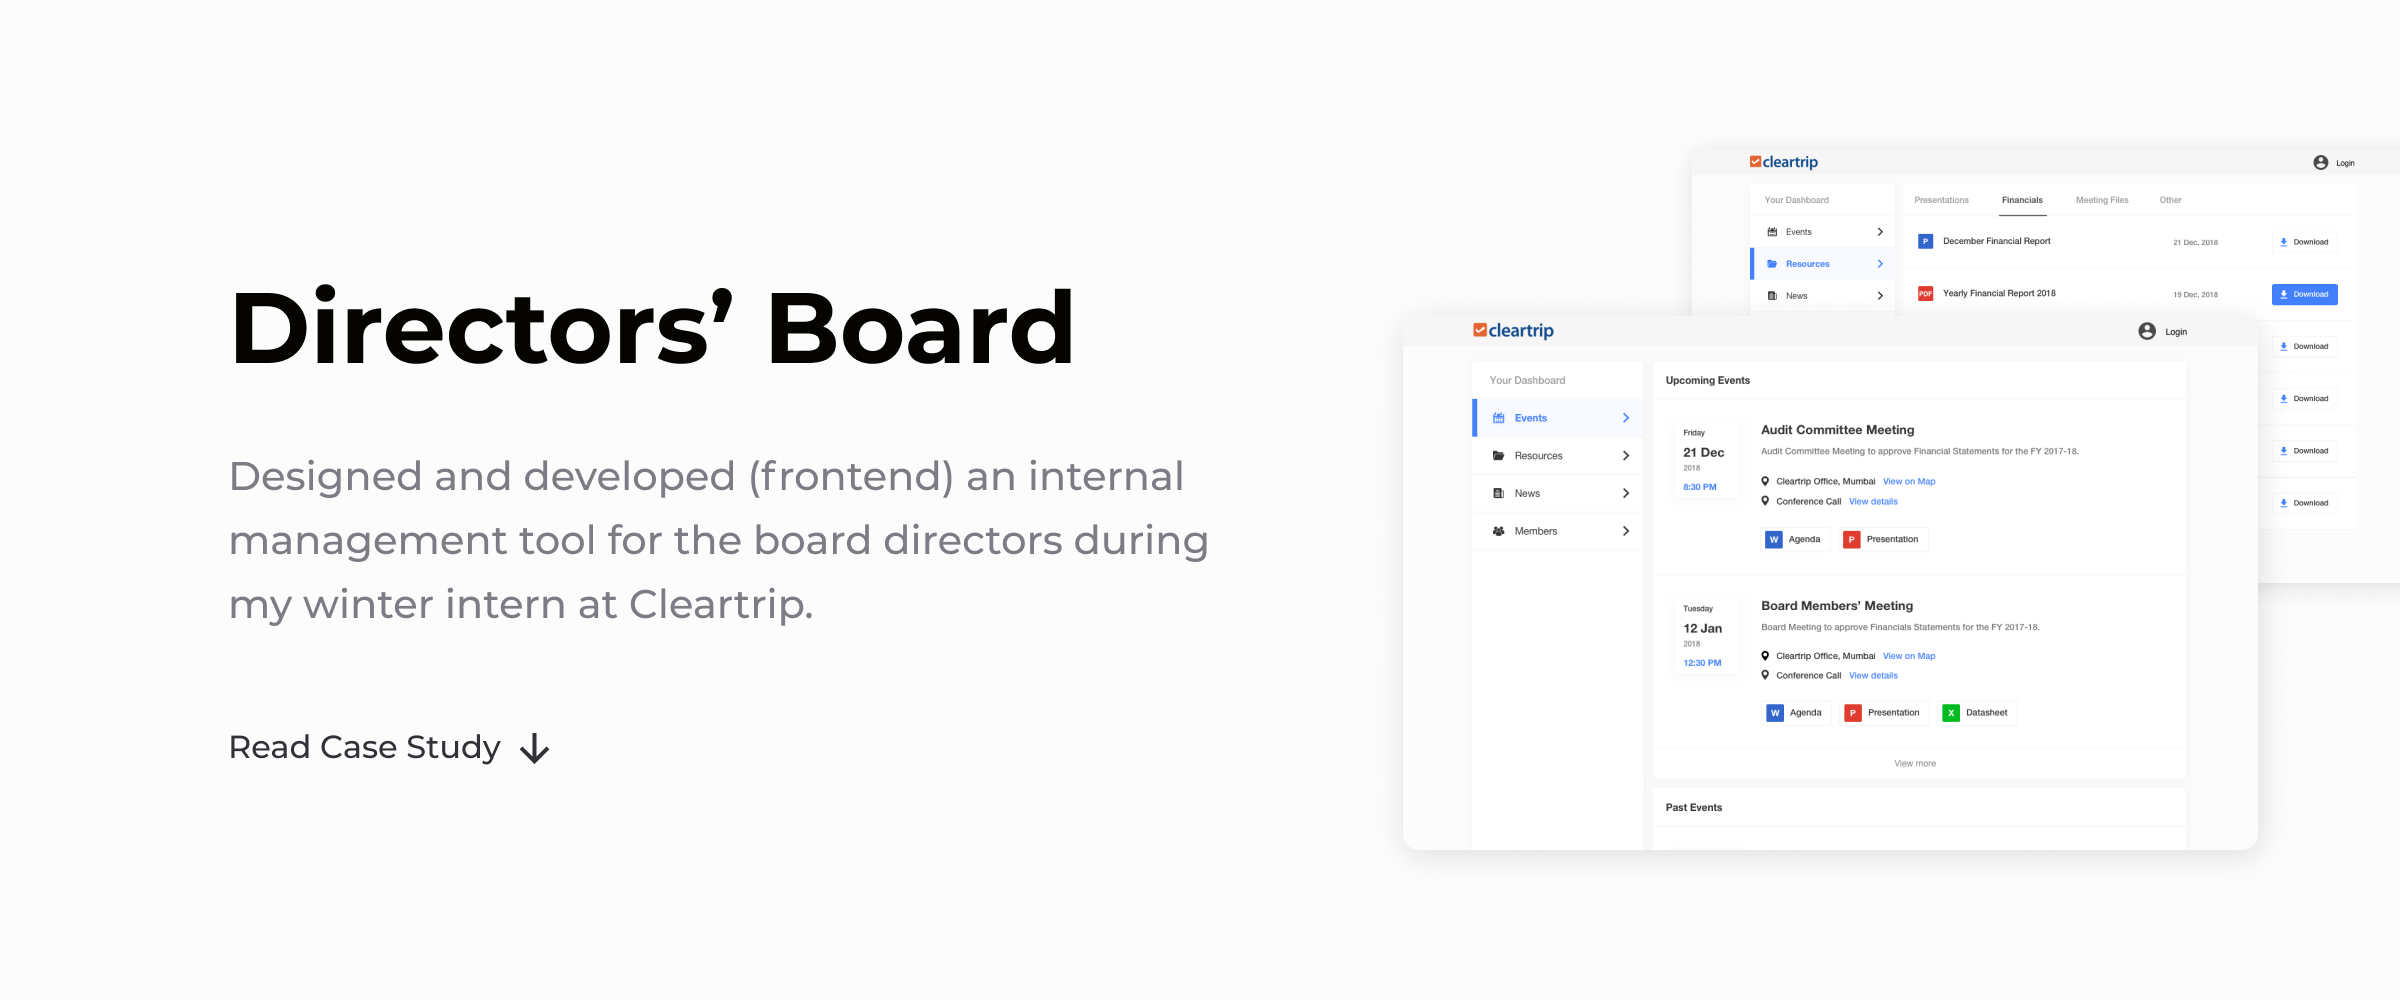 Directors’ Board
Designed and developed (frontend) an internal
management tool for the board directors during
my winter intern at Cleartrip.
Read Case Study
cleartrip
Login
Your Dashboard
Events
Resources
News
Presentations
Financials
Meeting Files
Other
P
December Financial Report
21 Dec, 2018
Download
PDF
Yearly Financial Report 2018
19 Dec, 2018
Download
Download
Download
Download
Download
cleartrip
Login
Your Dashboard
Events
Resources
News
Members
Upcoming Events
Friday
21 Dec
2018
8:30 PM
Audit Committee Meeting
Audit Committee Meeting to approve Financial Statements for the FY 2017-18.
Cleartrip Office, Mumbai View on Map
Conference Call View details
W Agenda
P Presentation
Tuesday
12 Jan
2018
12:30 PM
Board Members’ Meeting
Board Meeting to approve Financials Statements for the FY 2017-18.
Cleartrip Office, Mumbai View on Map
Conference Call View details
W Agenda
P Presentation
X Datasheet
View more
Past Events